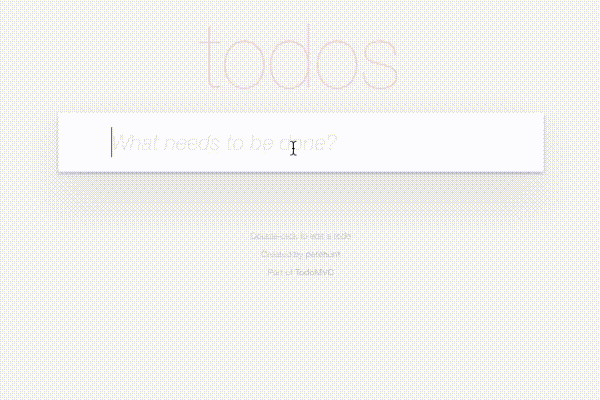 todos
What needs to be done?
Double-click to edit a todo
Created by petehunt
Part of TodoMVC